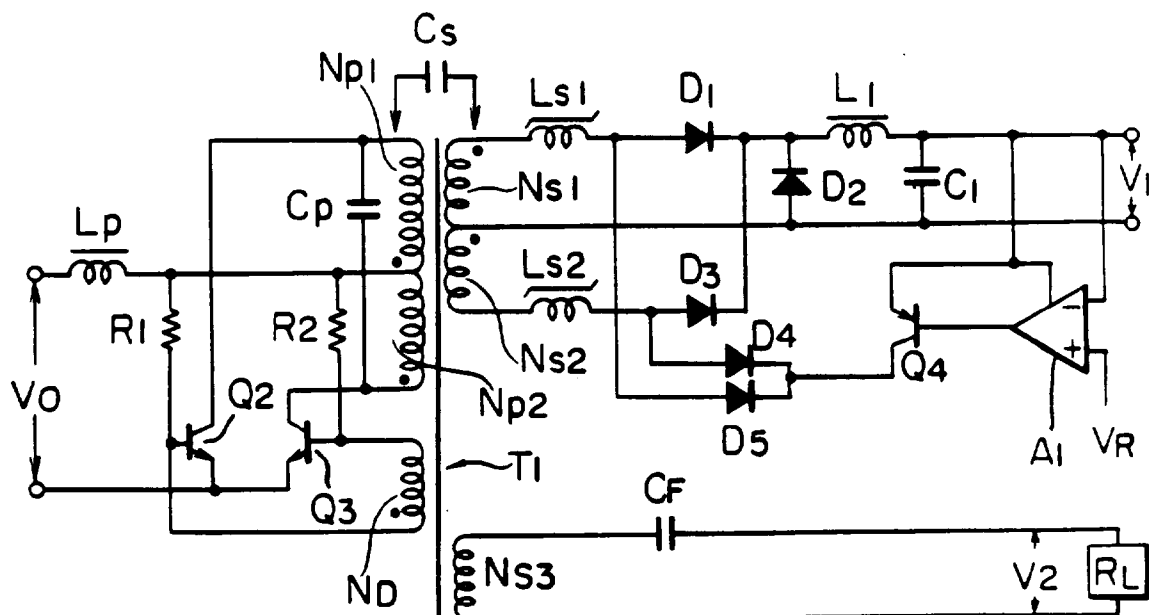 Cs
Np1
Ls1
D1
L1
Ns1
D2
C1
V1
Cp
Lp
Ls2
D3
R1
R2
Ns2
D4
Q4
−
+
Vo
Q2
Np2
D5
A1
VR
Q3
T1
CF
ND
NS3
V2
RL